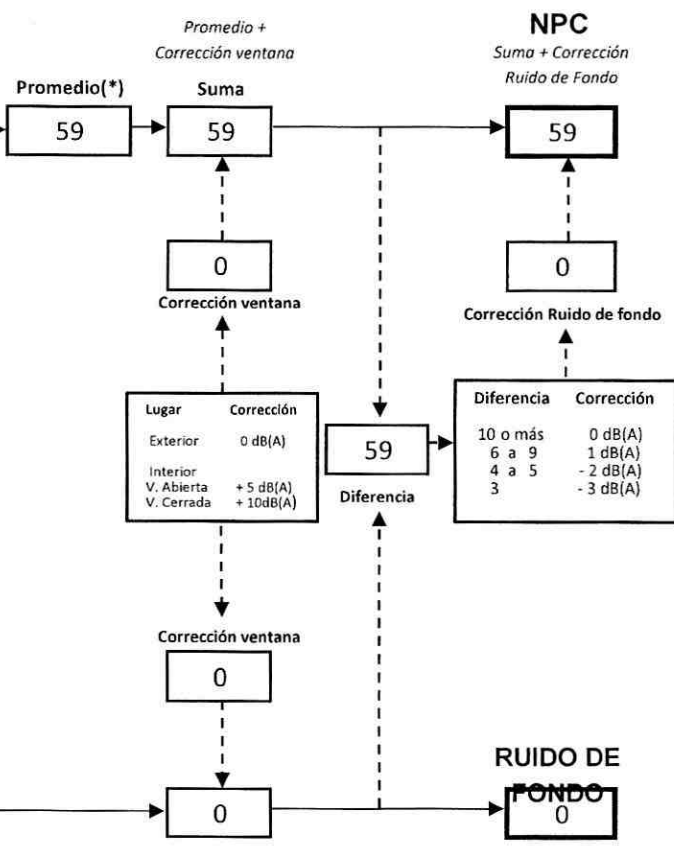 Promedio +
Corrección ventana
NPC
Suma + Corrección
Ruido de Fondo
Promedio(*)
Suma
59
59
59
0
0
Corrección ventana
Corrección Ruido de fondo
Lugar Corrección
Exterior 0 dB(A)
Interior
V. Abierta + 5 dB(A)
V. Cerrada + 10dB(A)
59
Diferencia
Diferencia Corrección
10 o más 0 dB(A)
6 a 9 1 dB(A)
4 a 5 - 2 dB(A)
3 - 3 dB(A)
Corrección ventana
0
RUIDO DE
FONDO
0
0